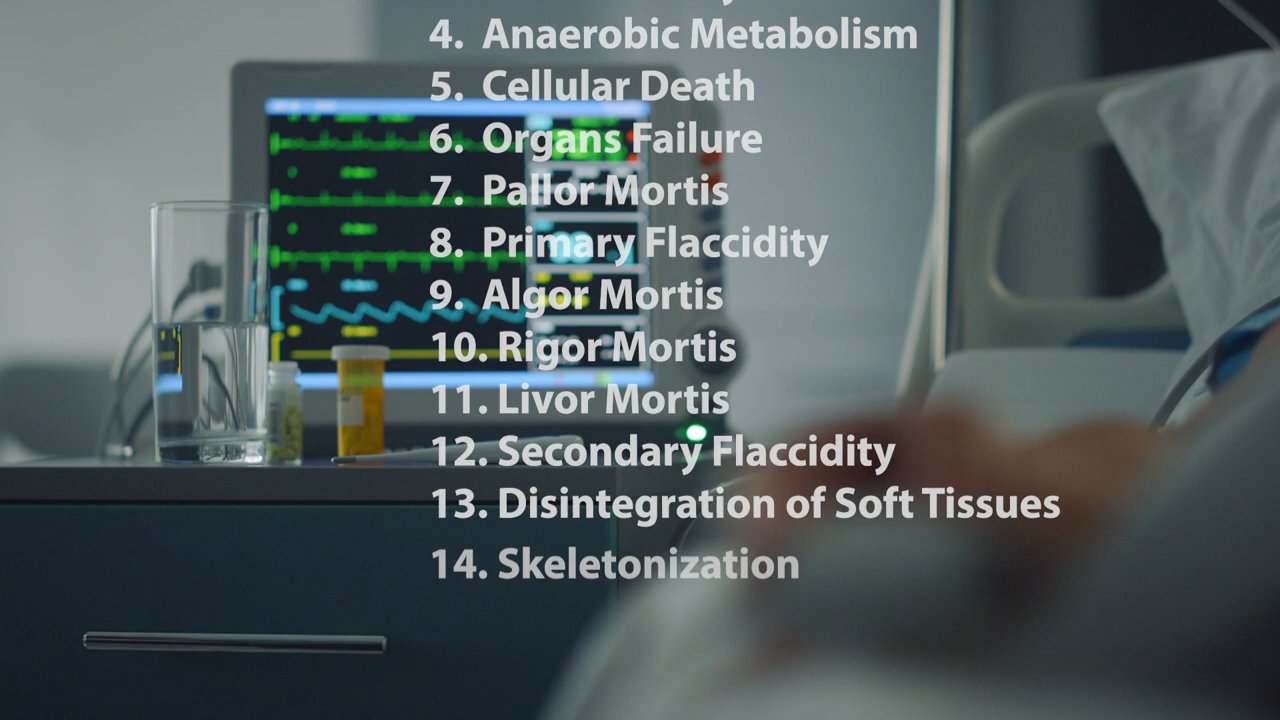 4. Anaerobic Metabolism
5. Cellular Death
6. Organs Failure
7. Pallor Mortis
8. Primary Flaccidity
9. Algor Mortis
10. Rigor Mortis
11. Livor Mortis
12. Secondary Flaccidity
13. Disintegration of Soft Tissues
14. Skeletonization